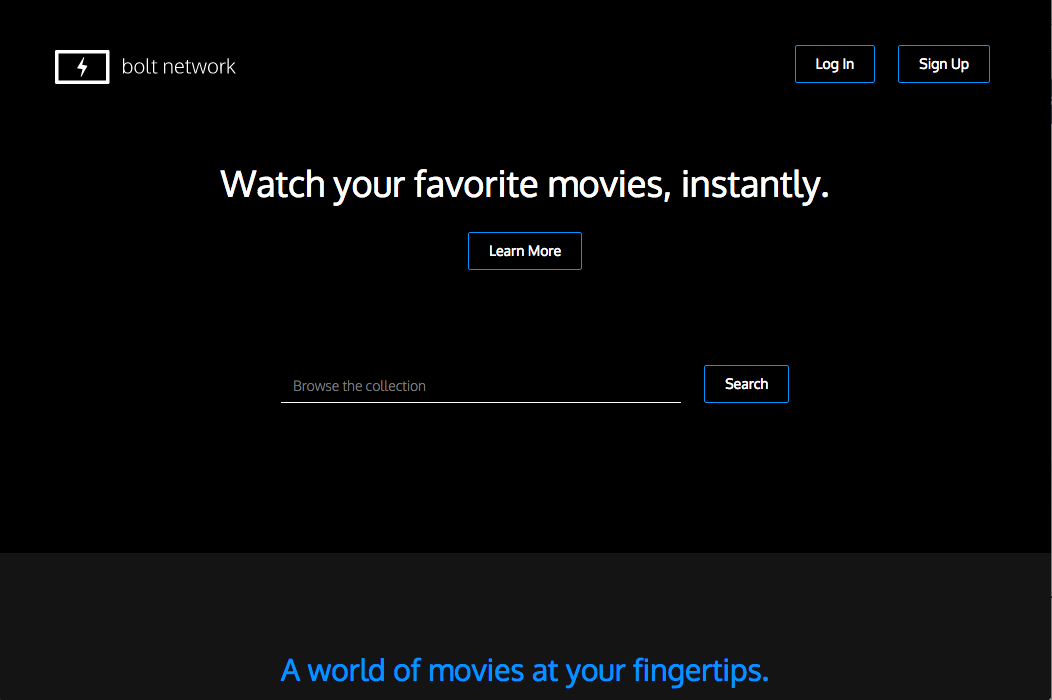 bolt network
Log In
Sign Up
Watch your favorite movies, instantly.
Learn More
Browse the collection
Search
A world of movies at your fingertips.